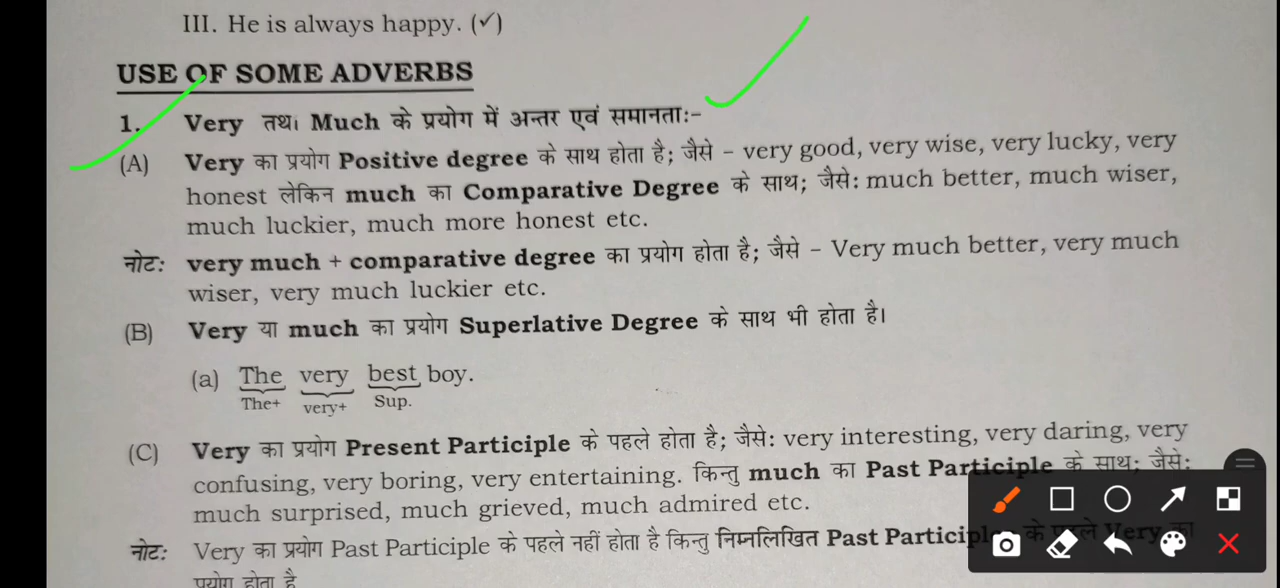 III. He is always happy. (✓)
USE OF SOME ADVERBS
1. Very तथा Much के प्रयोग में अन्तर एवं समानताः-
(A) Very का प्रयोग Positive degree के साथ होता है; जैसे - very good, very wise, very lucky, very
honest लेकिन much का Comparative Degree के साथ; जैसे: much better, much wiser,
much luckier, much more honest etc.
नोटः very much + comparative degree का प्रयोग होता है; जैसे - Very much better, very much
wiser, very much luckier etc.
(B) Very या much का प्रयोग Superlative Degree के साथ भी होता है।
(a) The very best boy.
The+ very+ Sup.
(C) Very का प्रयोग Present Participle के पहले होता है; जैसे: very interesting, very daring, very
confusing, very boring, very entertaining. किन्तु much का Past Participle के साथ; जैसे:
much surprised, much grieved, much admired etc.
नोटः Very का प्रयोग Past Participle के पहले नहीं होता है किन्तु निम्नलिखित Past Participle के पहले Very का
प्रयोग होता है